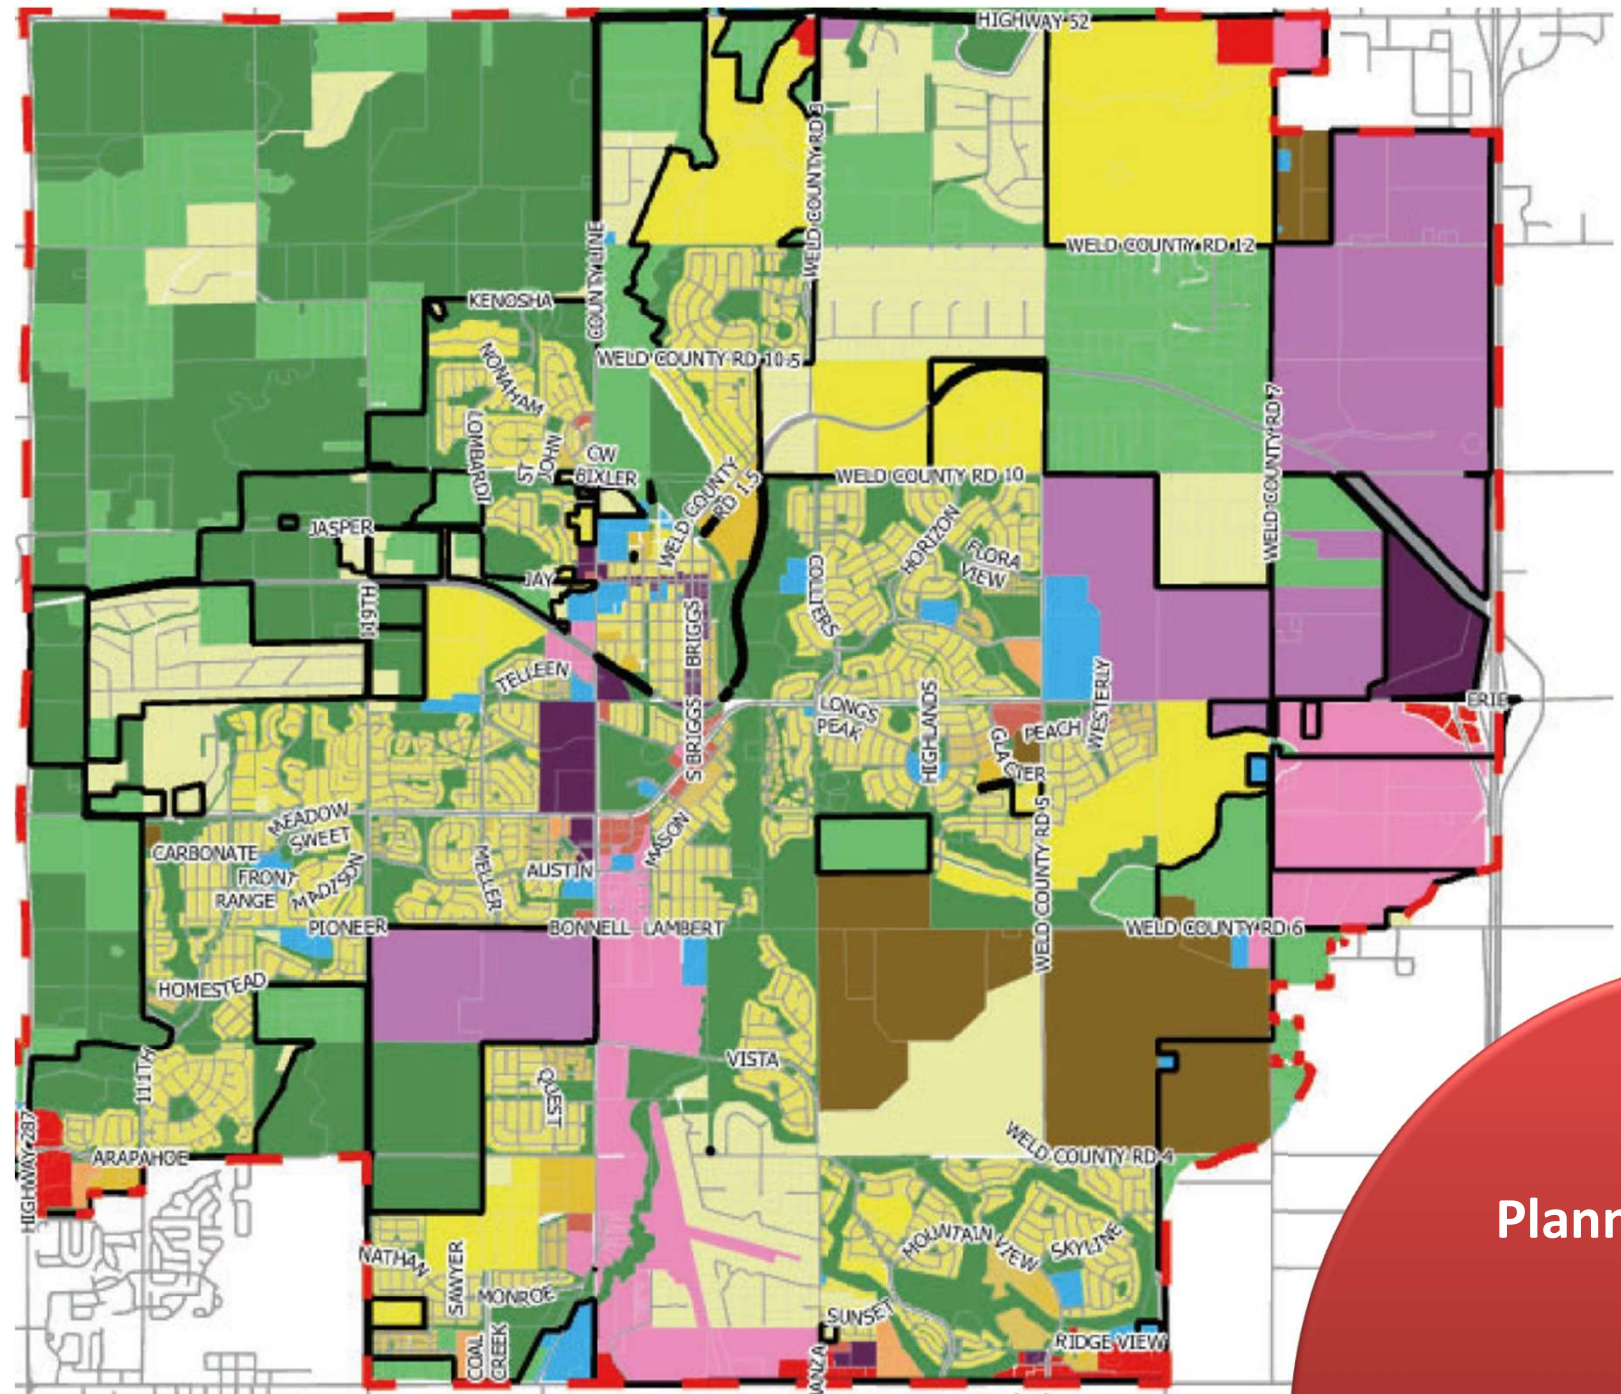 HIGHWAY 52
WELD COUNTY RD 3
COUNTY LINE
WELD COUNTY RD 12
KENOSHA
WELD COUNTY RD 10.5
NONAHAM
LOMBARDI
ST
JOHN
CW
BIXLER
WELD COUNTY
RD 1.5
WELD COUNTY RD 10
WELD COUNTY RD 7
JASPER
HORIZON
FLORA
VIEW
JAY
119TH
BRIGGS
TELLEEN
LONGS
PEAK
HIGHLANDS
WESTERLY
ERIE
S BRIGGS
PEACH
GLACIER
MEADOW
SWEET
CARBONATE
FRONT
RANGE
MADISON
MELLER
AUSTIN
MASON
WELD COUNTY RD 5
PIONEER
BONNELL
LAMBERT
WELD COUNTY RD 6
HOMESTEAD
111TH
QUEST
VISTA
HIGHWAY 287
ARAPAHOE
WELD COUNTY RD 4
NATHAN
SAWYER
MONROE
MOUNTAIN VIEW
SKYLINE
COAL
CREEK
SUNSET
RIDGE VIEW